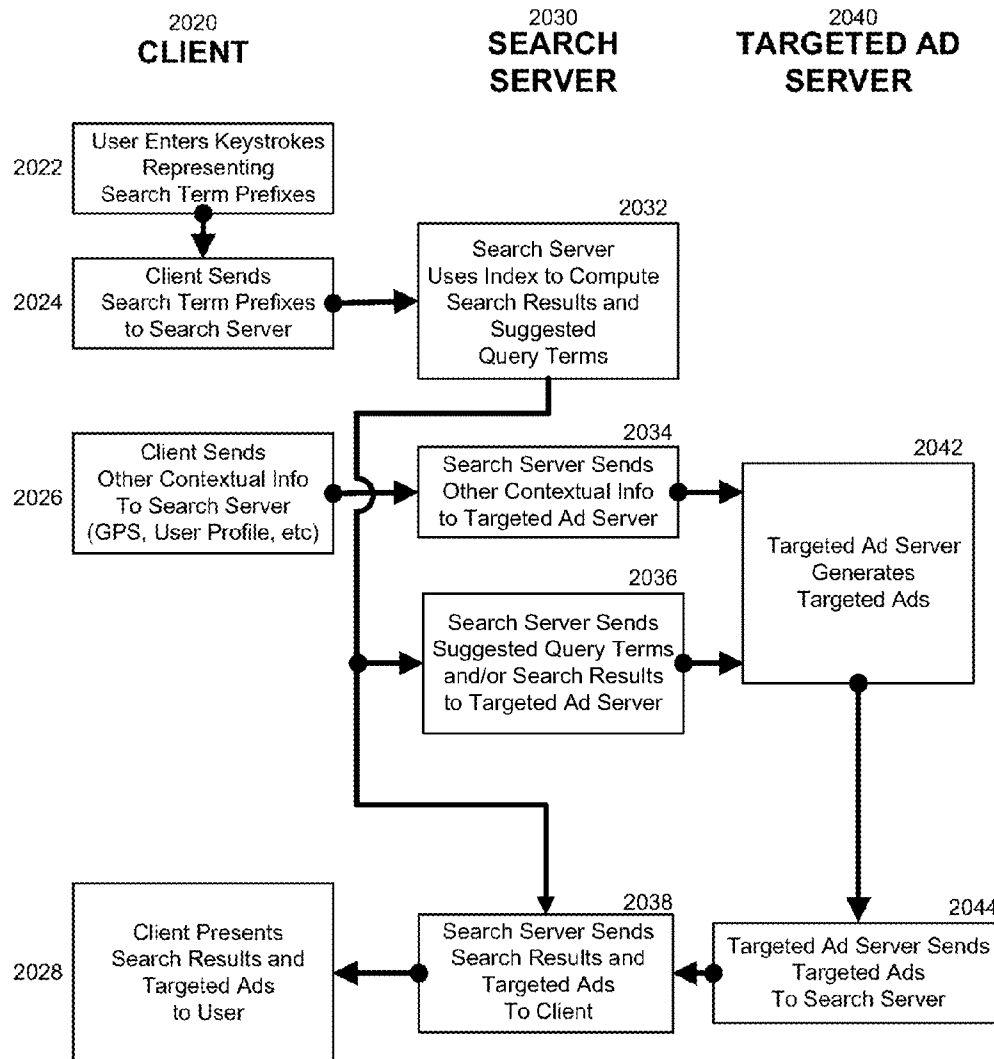 2020
CLIENT
2030
SEARCH
SERVER
2040
TARGETED AD
SERVER
2022
User Enters Keystrokes
Representing
Search Term Prefixes
2024
Client Sends
Search Term Prefixes
to Search Server
2032
Search Server
Uses Index to Compute
Search Results and
Suggested
Query Terms
2026
Client Sends
Other Contextual Info
To Search Server
(GPS, User Profile, etc)
2034
Search Server Sends
Other Contextual Info
to Targeted Ad Server
2042
Targeted Ad Server
Generates
Targeted Ads
2036
Search Server Sends
Suggested Query Terms
and/or Search Results
to Targeted Ad Server
2028
Client Presents
Search Results and
Targeted Ads
to User
2038
Search Server Sends
Search Results and
Targeted Ads
To Client
2044
Targeted Ad Server Sends
Targeted Ads
To Search Server